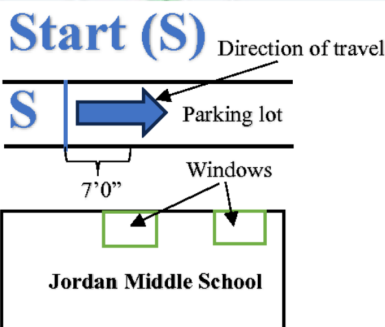 Start (S)
Direction of travel
S
Parking lot
7’0”
Windows
Jordan Middle School